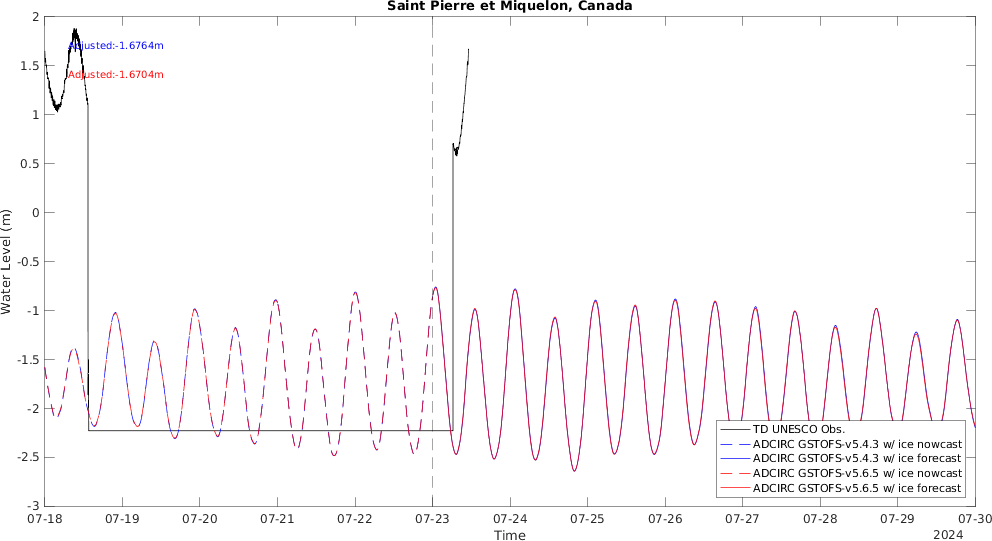 Saint Pierre et Miquelon, Canada
2
1.5
1
0.5
0
-0.5
-1
-1.5
-2
-2.5
-3
Water Level (m)
Adjusted:-1.6764m
Adjusted:-1.6704m
TD UNESCO Obs.
ADCIRC GSTOFS-v5.4.3 w/ ice nowcast
ADCIRC GSTOFS-v5.4.3 w/ ice forecast
ADCIRC GSTOFS-v5.6.5 w/ ice nowcast
ADCIRC GSTOFS-v5.6.5 w/ ice forecast
07-18 07-19 07-20 07-21 07-22 07-23 07-24 07-25 07-26 07-27 07-28 07-29 07-30
Time
2024